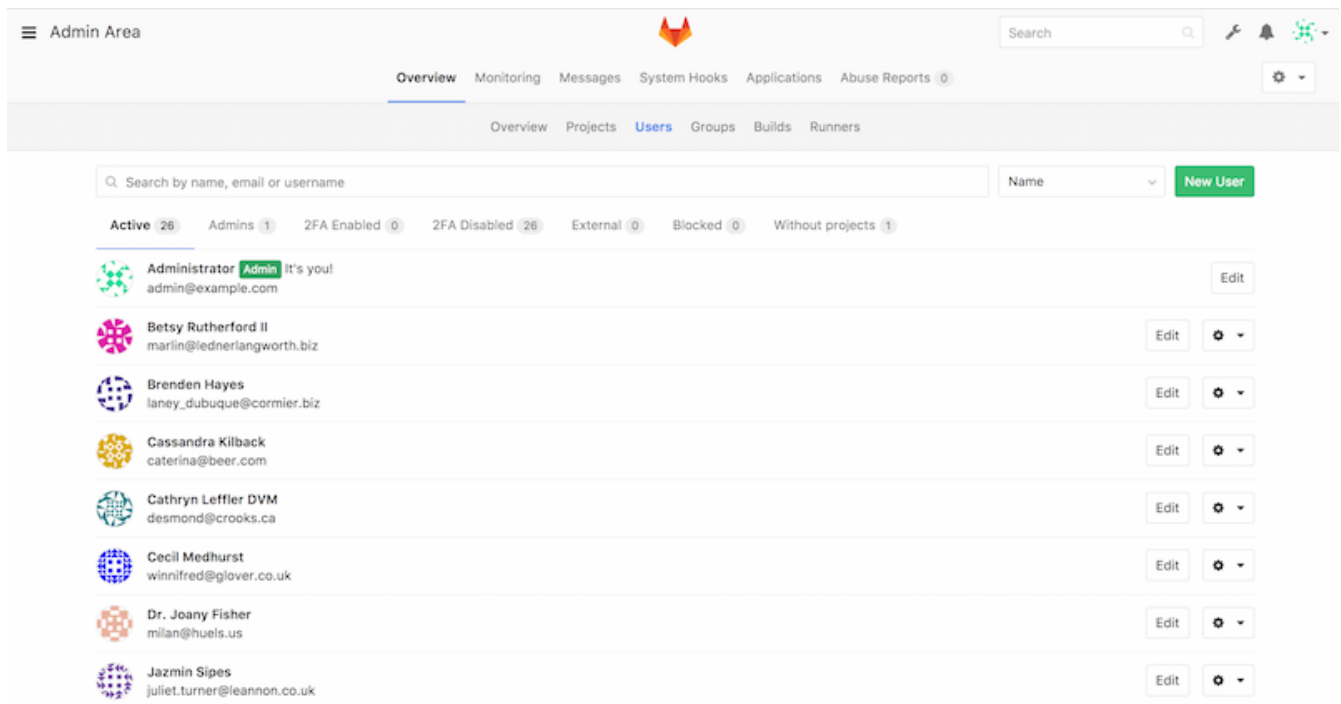 Admin Area
Search
Overview Monitoring Messages System Hooks Applications Abuse Reports 0
Overview Projects Users Groups Builds Runners
Search by name, email or username
Name
New User
Active 26 Admins 1 2FA Enabled 0 2FA Disabled 26 External 0 Blocked 0 Without projects 1
Administrator Admin It's you!
admin@example.com
Edit
Betsy Rutherford II
marlin@lednerlangworth.biz
Edit
Brenden Hayes
laney_dubuque@cormier.biz
Edit
Cassandra Kilback
caterina@beer.com
Edit
Cathryn Leffler DVM
desmond@crooks.ca
Edit
Cecil Medhurst
winnifred@glover.co.uk
Edit
Dr. Joany Fisher
milan@huels.us
Edit
Jazmin Sipes
juliet.turner@leannon.co.uk
Edit